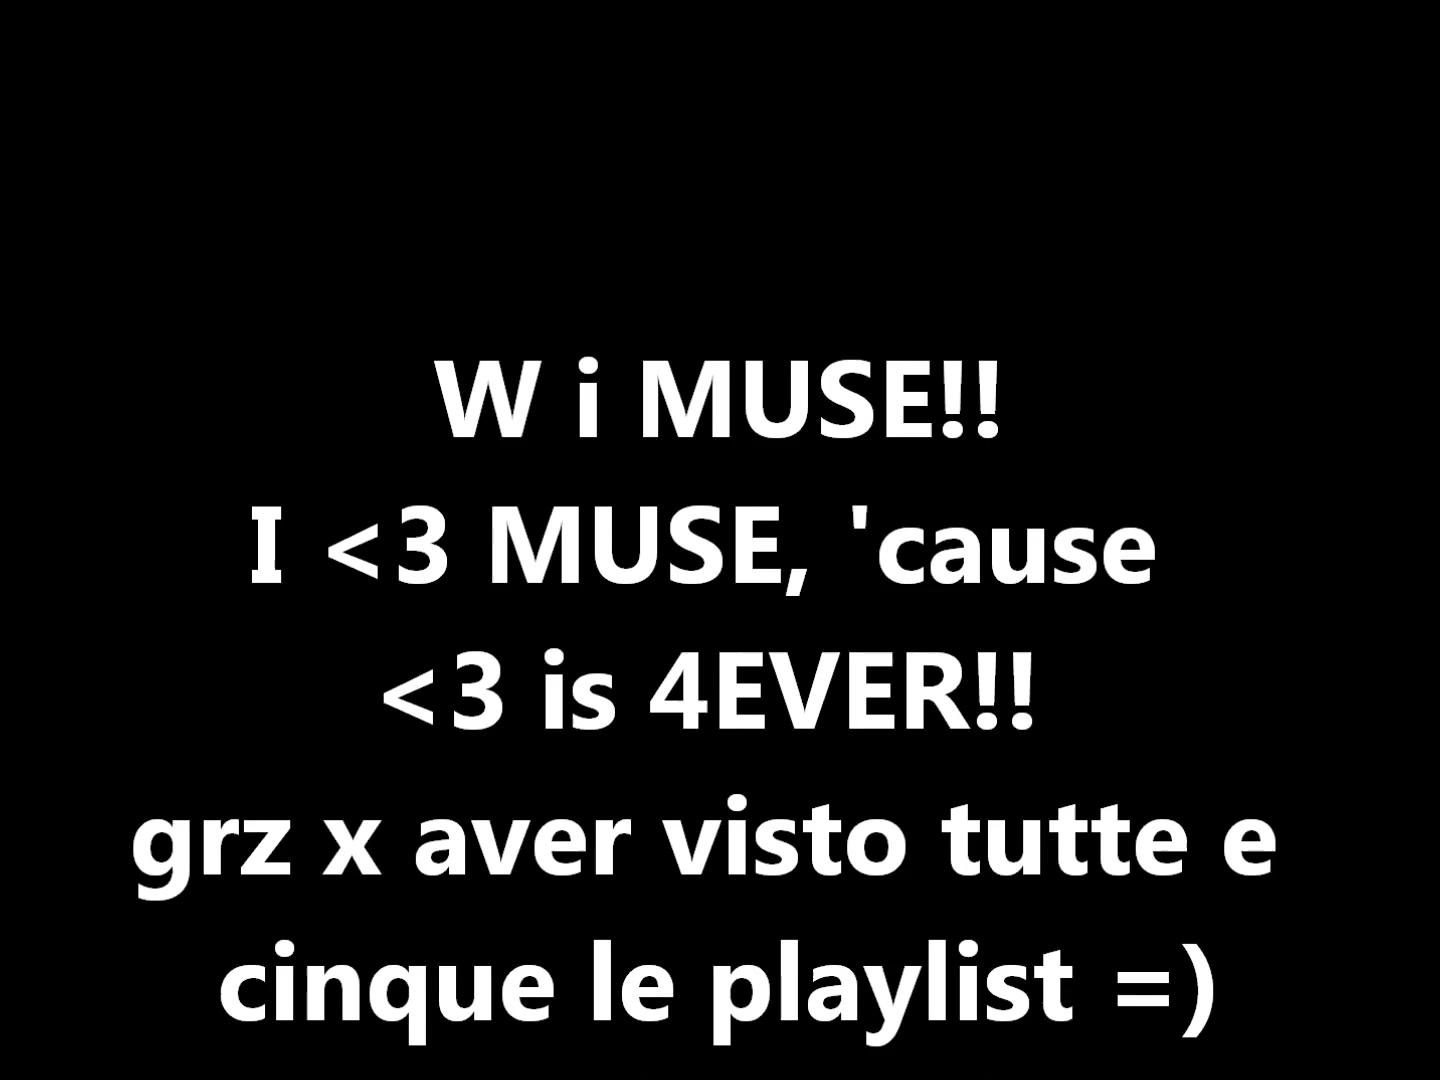 W i MUSE!!
I <3 MUSE, 'cause
<3 is 4EVER!!
grz x aver visto tutte e
cinque le playlist =)